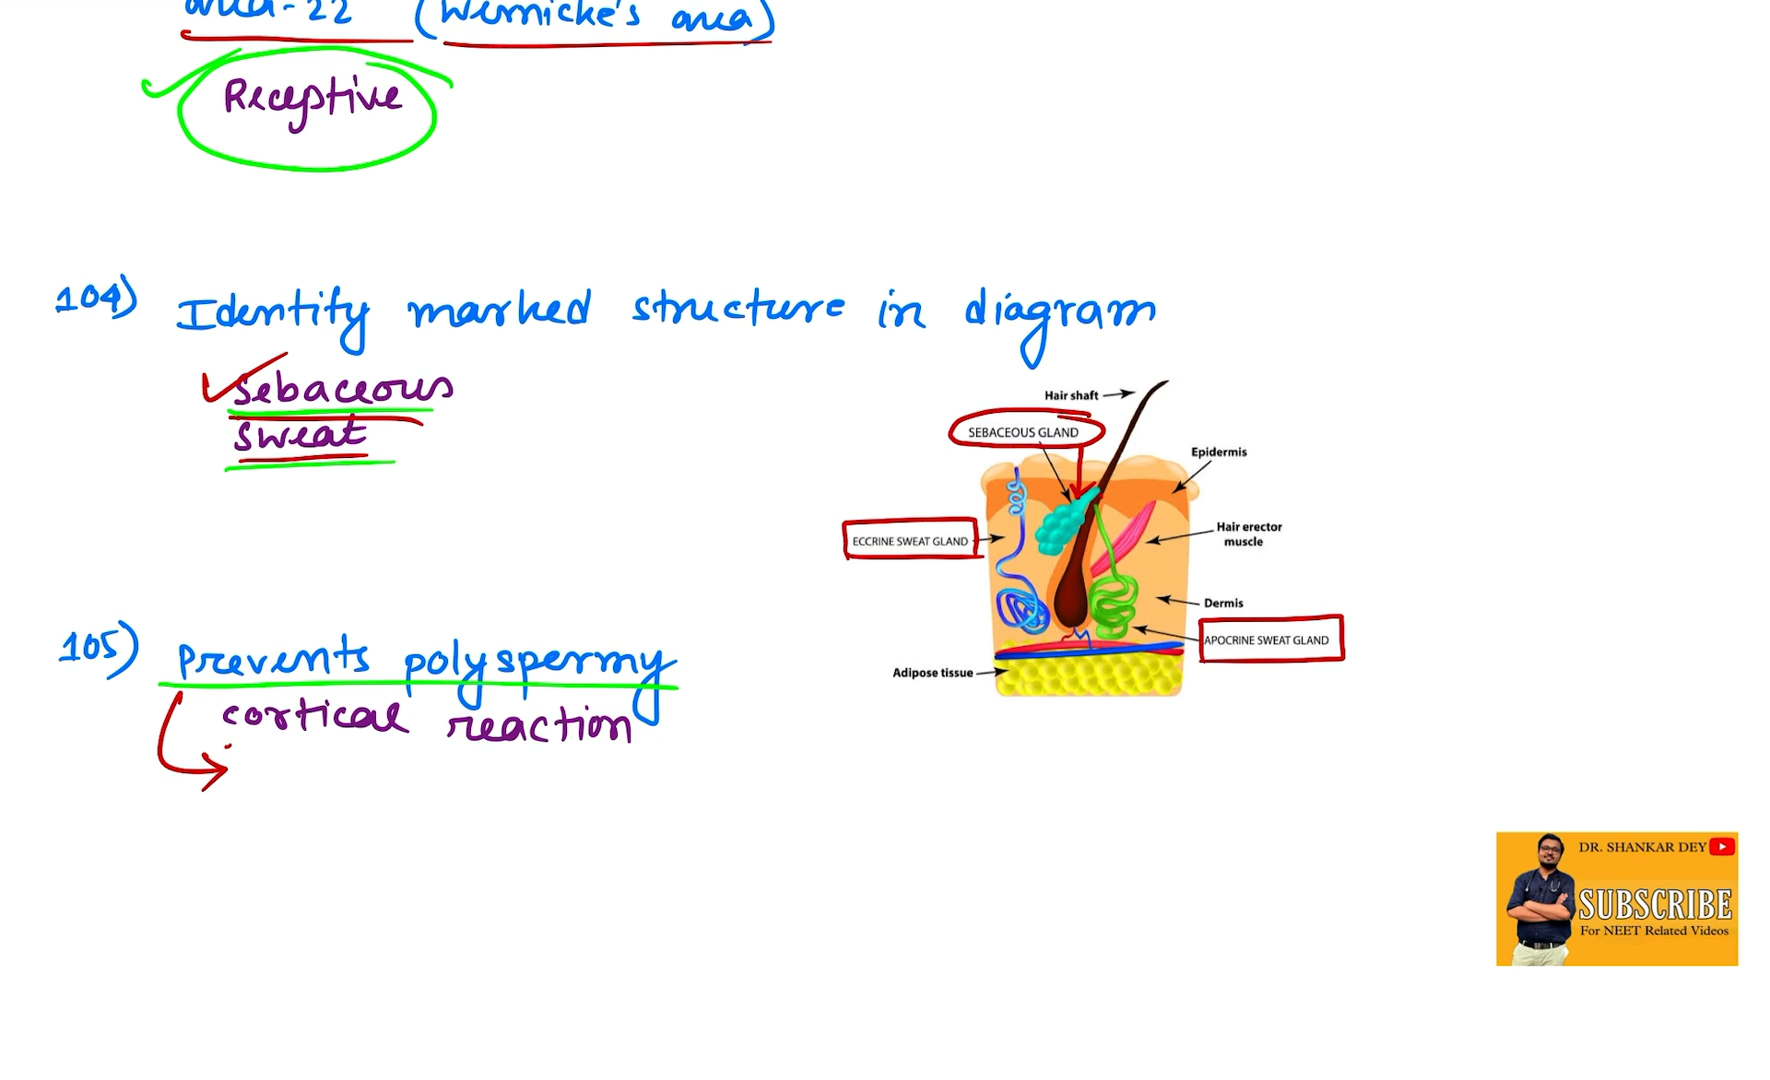 area-22 (Wernicke's area)
Receptive
104) Identify marked structure in diagram
Sebaceous
Sweat
Hair shaft
SEBACEOUS GLAND
Epidermis
ECCRINE SWEAT GLAND
Hair erector
muscle
Dermis
APOCRINE SWEAT GLAND
Adipose tissue
105) Prevents polyspermy
cortical reaction
DR. SHANKAR DEY
SUBSCRIBE
For NEET Related Videos